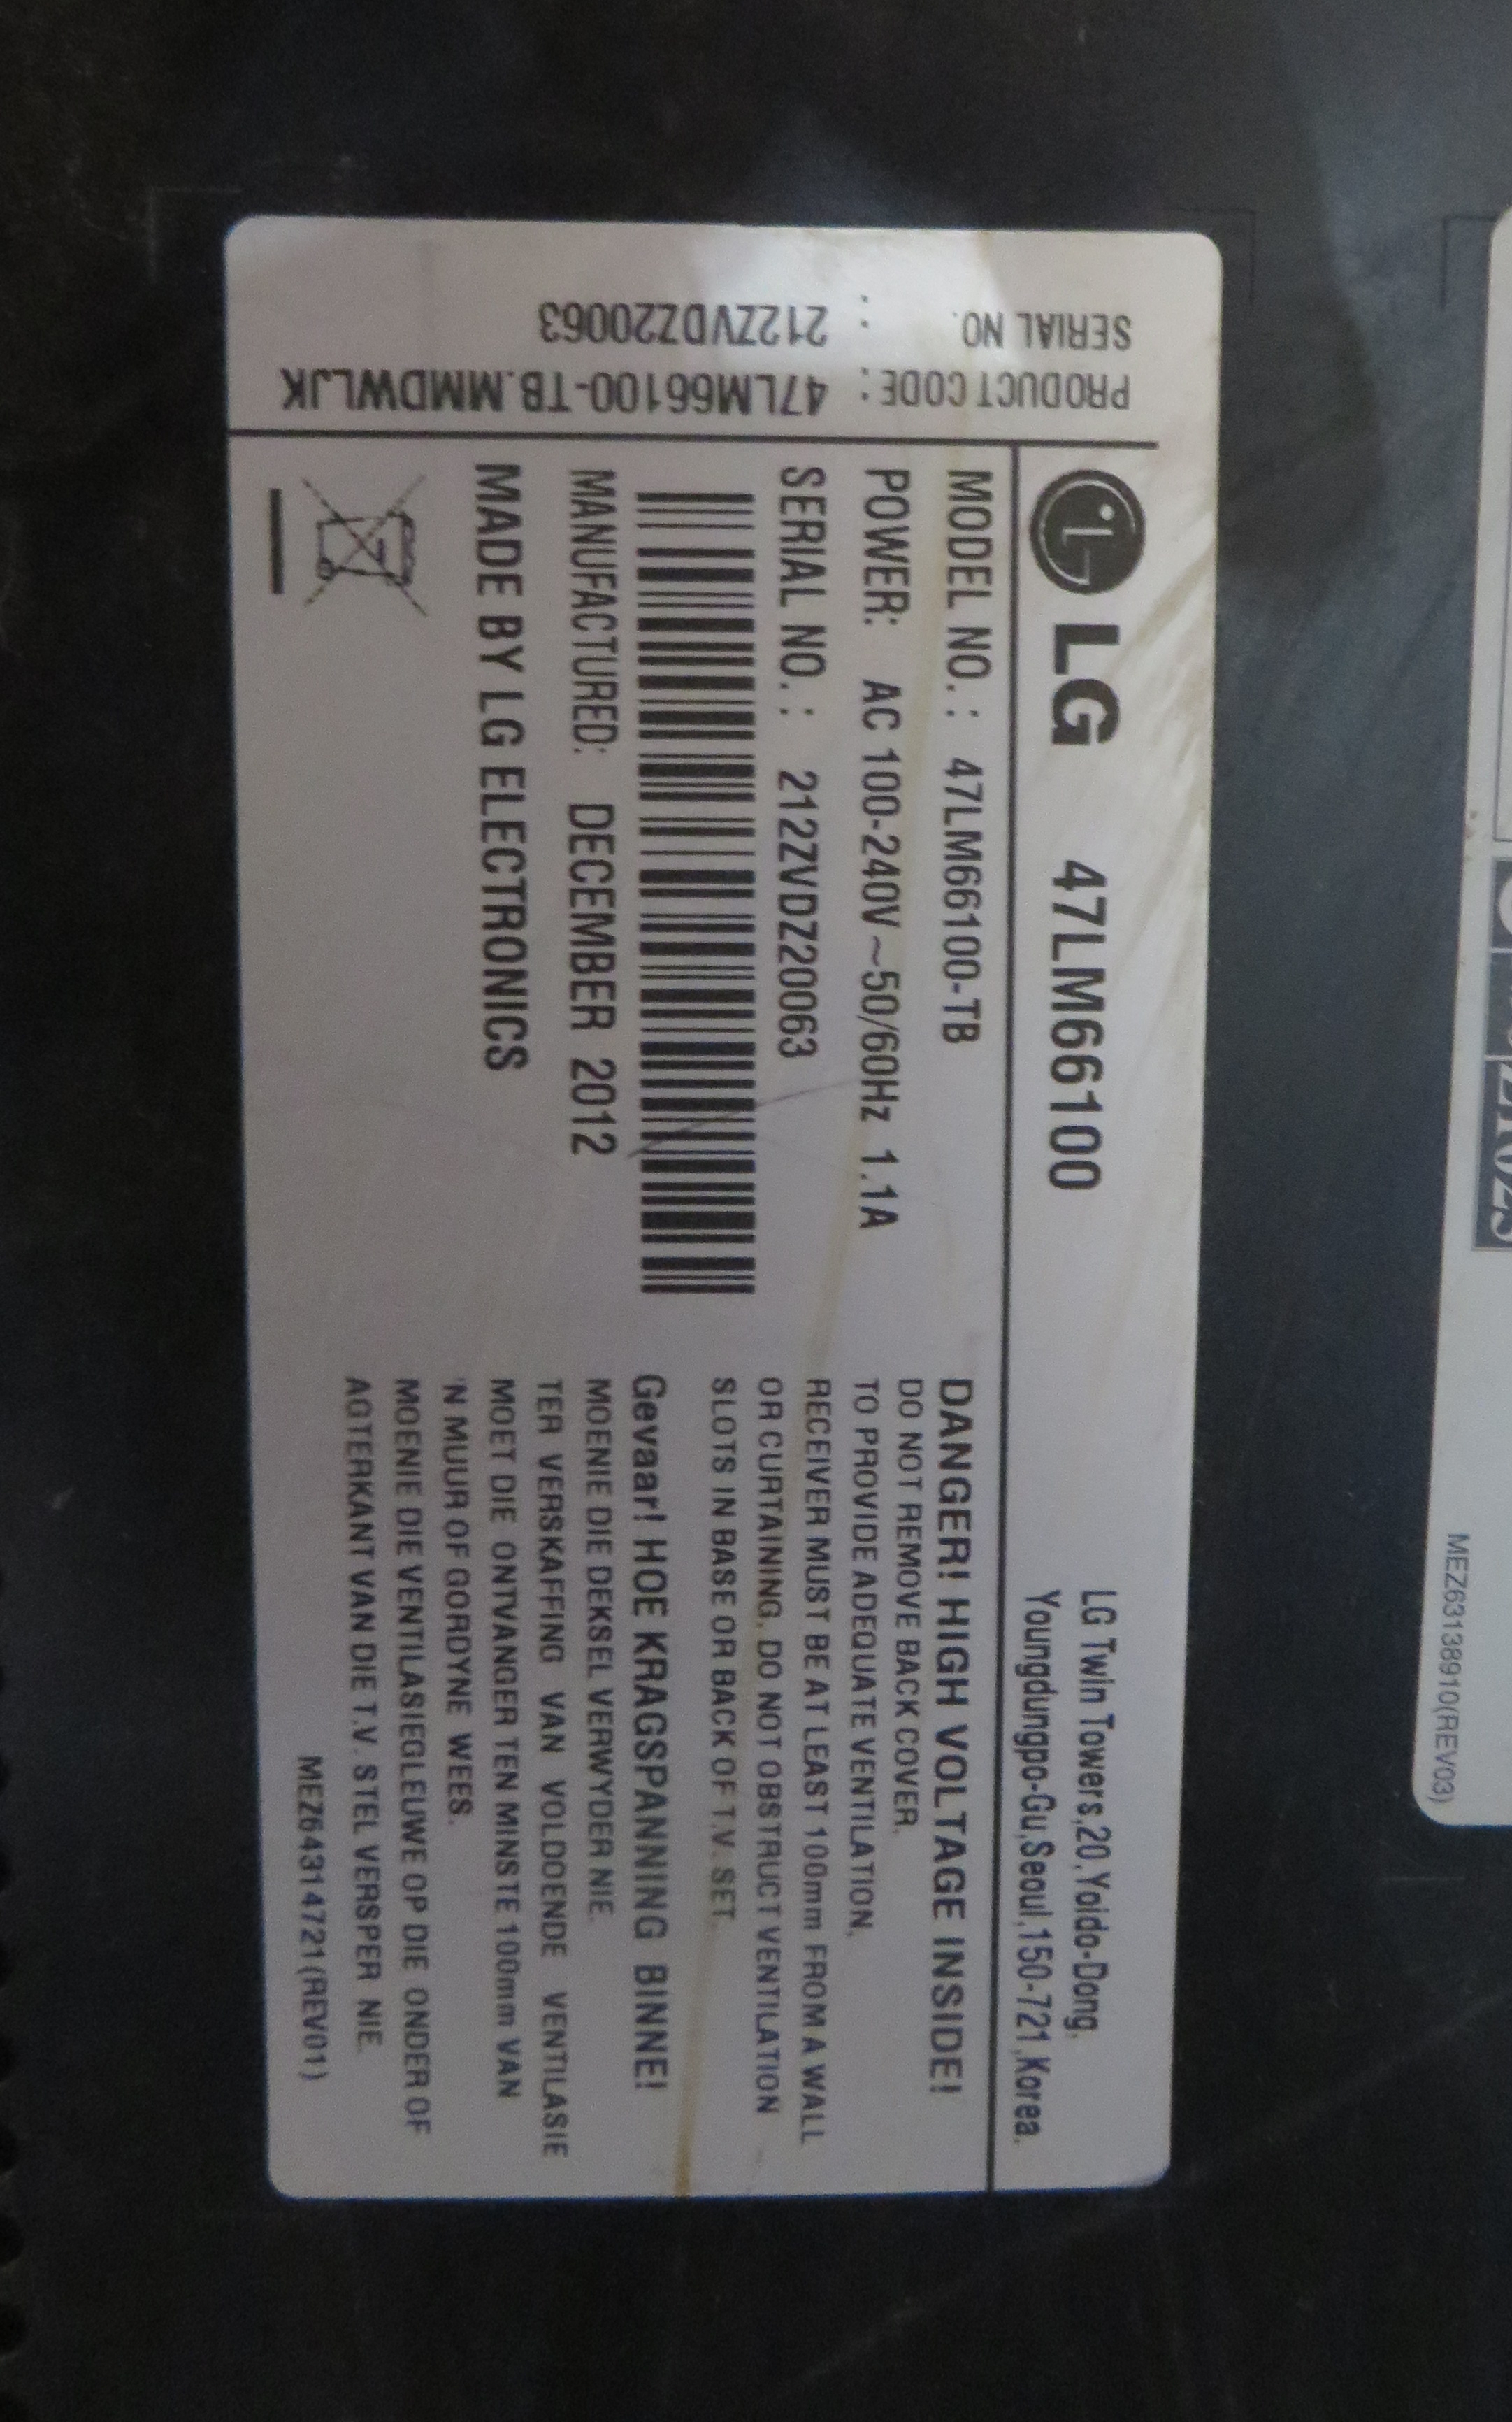 LG 47LM66100
LG Twin Towers,20,Yoido-Dong,
Youngdungpo-Gu,Seoul,150-721,Korea.
MODEL NO. : 47LM66100-TB
POWER: AC 100-240V~50/60Hz 1.1A
SERIAL NO. : 212ZVDZ20063
MANUFACTURED: DECEMBER 2012
MADE BY LG ELECTRONICS
DANGER! HIGH VOLTAGE INSIDE!
DO NOT REMOVE BACK COVER.
TO PROVIDE ADEQUATE VENTILATION,
RECEIVER MUST BE AT LEAST 100mm FROM A WALL
OR CURTAINING, DO NOT OBSTRUCT VENTILATION
SLOTS IN BASE OR BACK OF T.V. SET.
Gevaar! HOE KRAGSPANNING BINNE!
MOENIE DIE DEKSEL VERWYDER NIE.
TER VERSKAFFING VAN VOLDOENDE VENTILASIE
MOET DIE ONTVANGER TEN MINSTE 100mm VAN
'N MUUR OF GORDYNE WEES.
MOENIE DIE VENTILASIEGLEUWE OP DIE ONDER OF
AGTERKANT VAN DIE T.V. STEL VERSPER NIE.
MEZ64314721(REV01)
PRODUCT CODE: 47LM66100-TB.MMDWLJK
SERIAL NO. : 212ZVDZ20063
MEZ63138910(REV03)